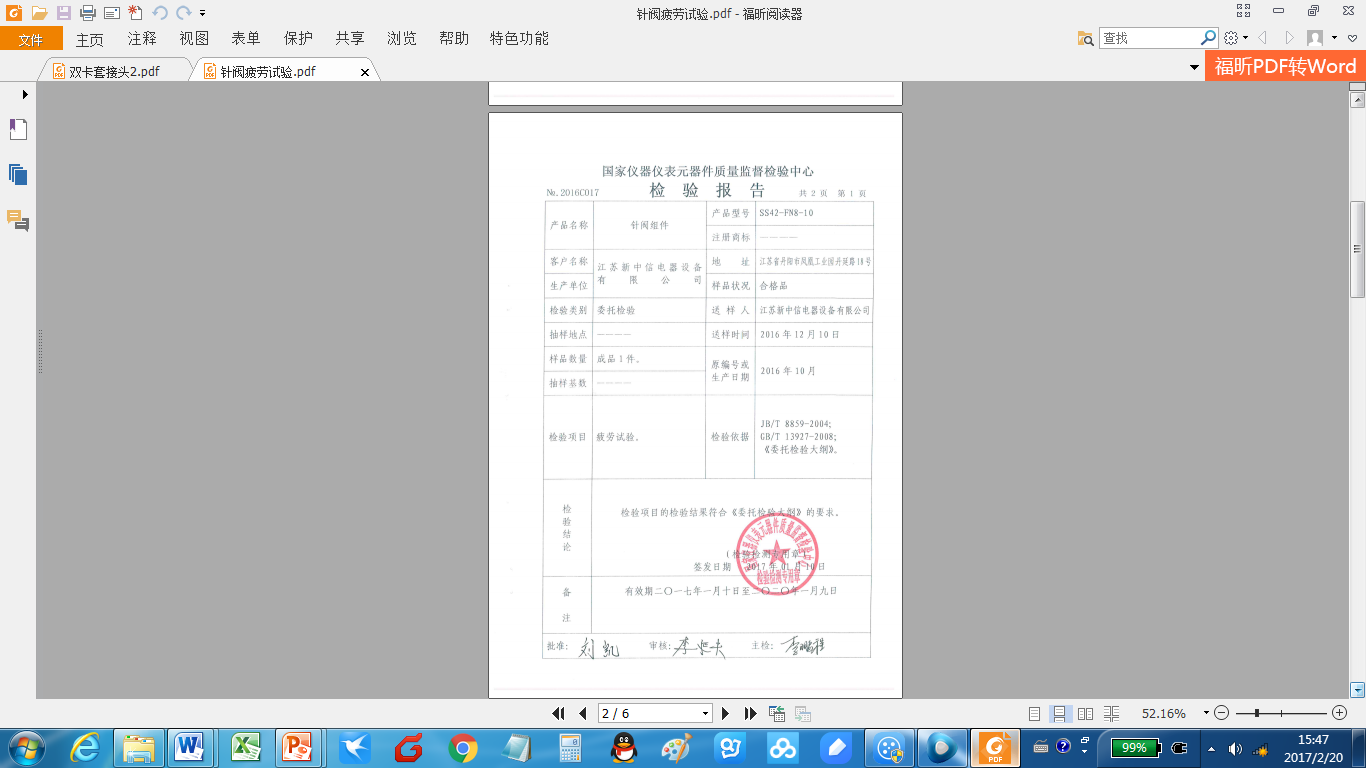 针阀疲劳试验.pdf - 福昕阅读器
文件 主页 注释 视图 表单 保护 共享 浏览 帮助 特色功能 查找
双卡套接头2.pdf 针阀疲劳试验.pdf 福昕PDF转Word
国家仪器仪表元器件质量监督检验中心
№.2016C017 检 验 报 告 共 2 页 第 1 页
产品名称 针阀组件 产品型号 SS42-FN8-10
注册商标 ————
客户名称 江苏新中信电器设备有限公司 地 址 江苏省丹阳市凤凰工业园丹延路18号
生产单位 样品状况 合格品
检验类别 委托检验 送 样 人 江苏新中信电器设备有限公司
抽样地点 ———— 送样时间 2016 年 12 月 10 日
样品数量 成品 1 件。 原编号或生产日期 2016 年 10 月
抽样基数 ————
检验项目 疲劳试验。 检验依据 JB/T 8859-2004;
GB/T 13927-2008;
《委托检验大纲》。
检验结论 检验项目的检验结果符合《委托检验大纲》的要求。
(检验检测专用章)
签发日期 2017 年 01 月 10 日
检验检测专用章
备注 有效期二〇一七年一月十日至二〇二〇年一月九日
批准: 刘凯 审核: 主检:
2 / 6 52.16%
99% 15:47
2017/2/20